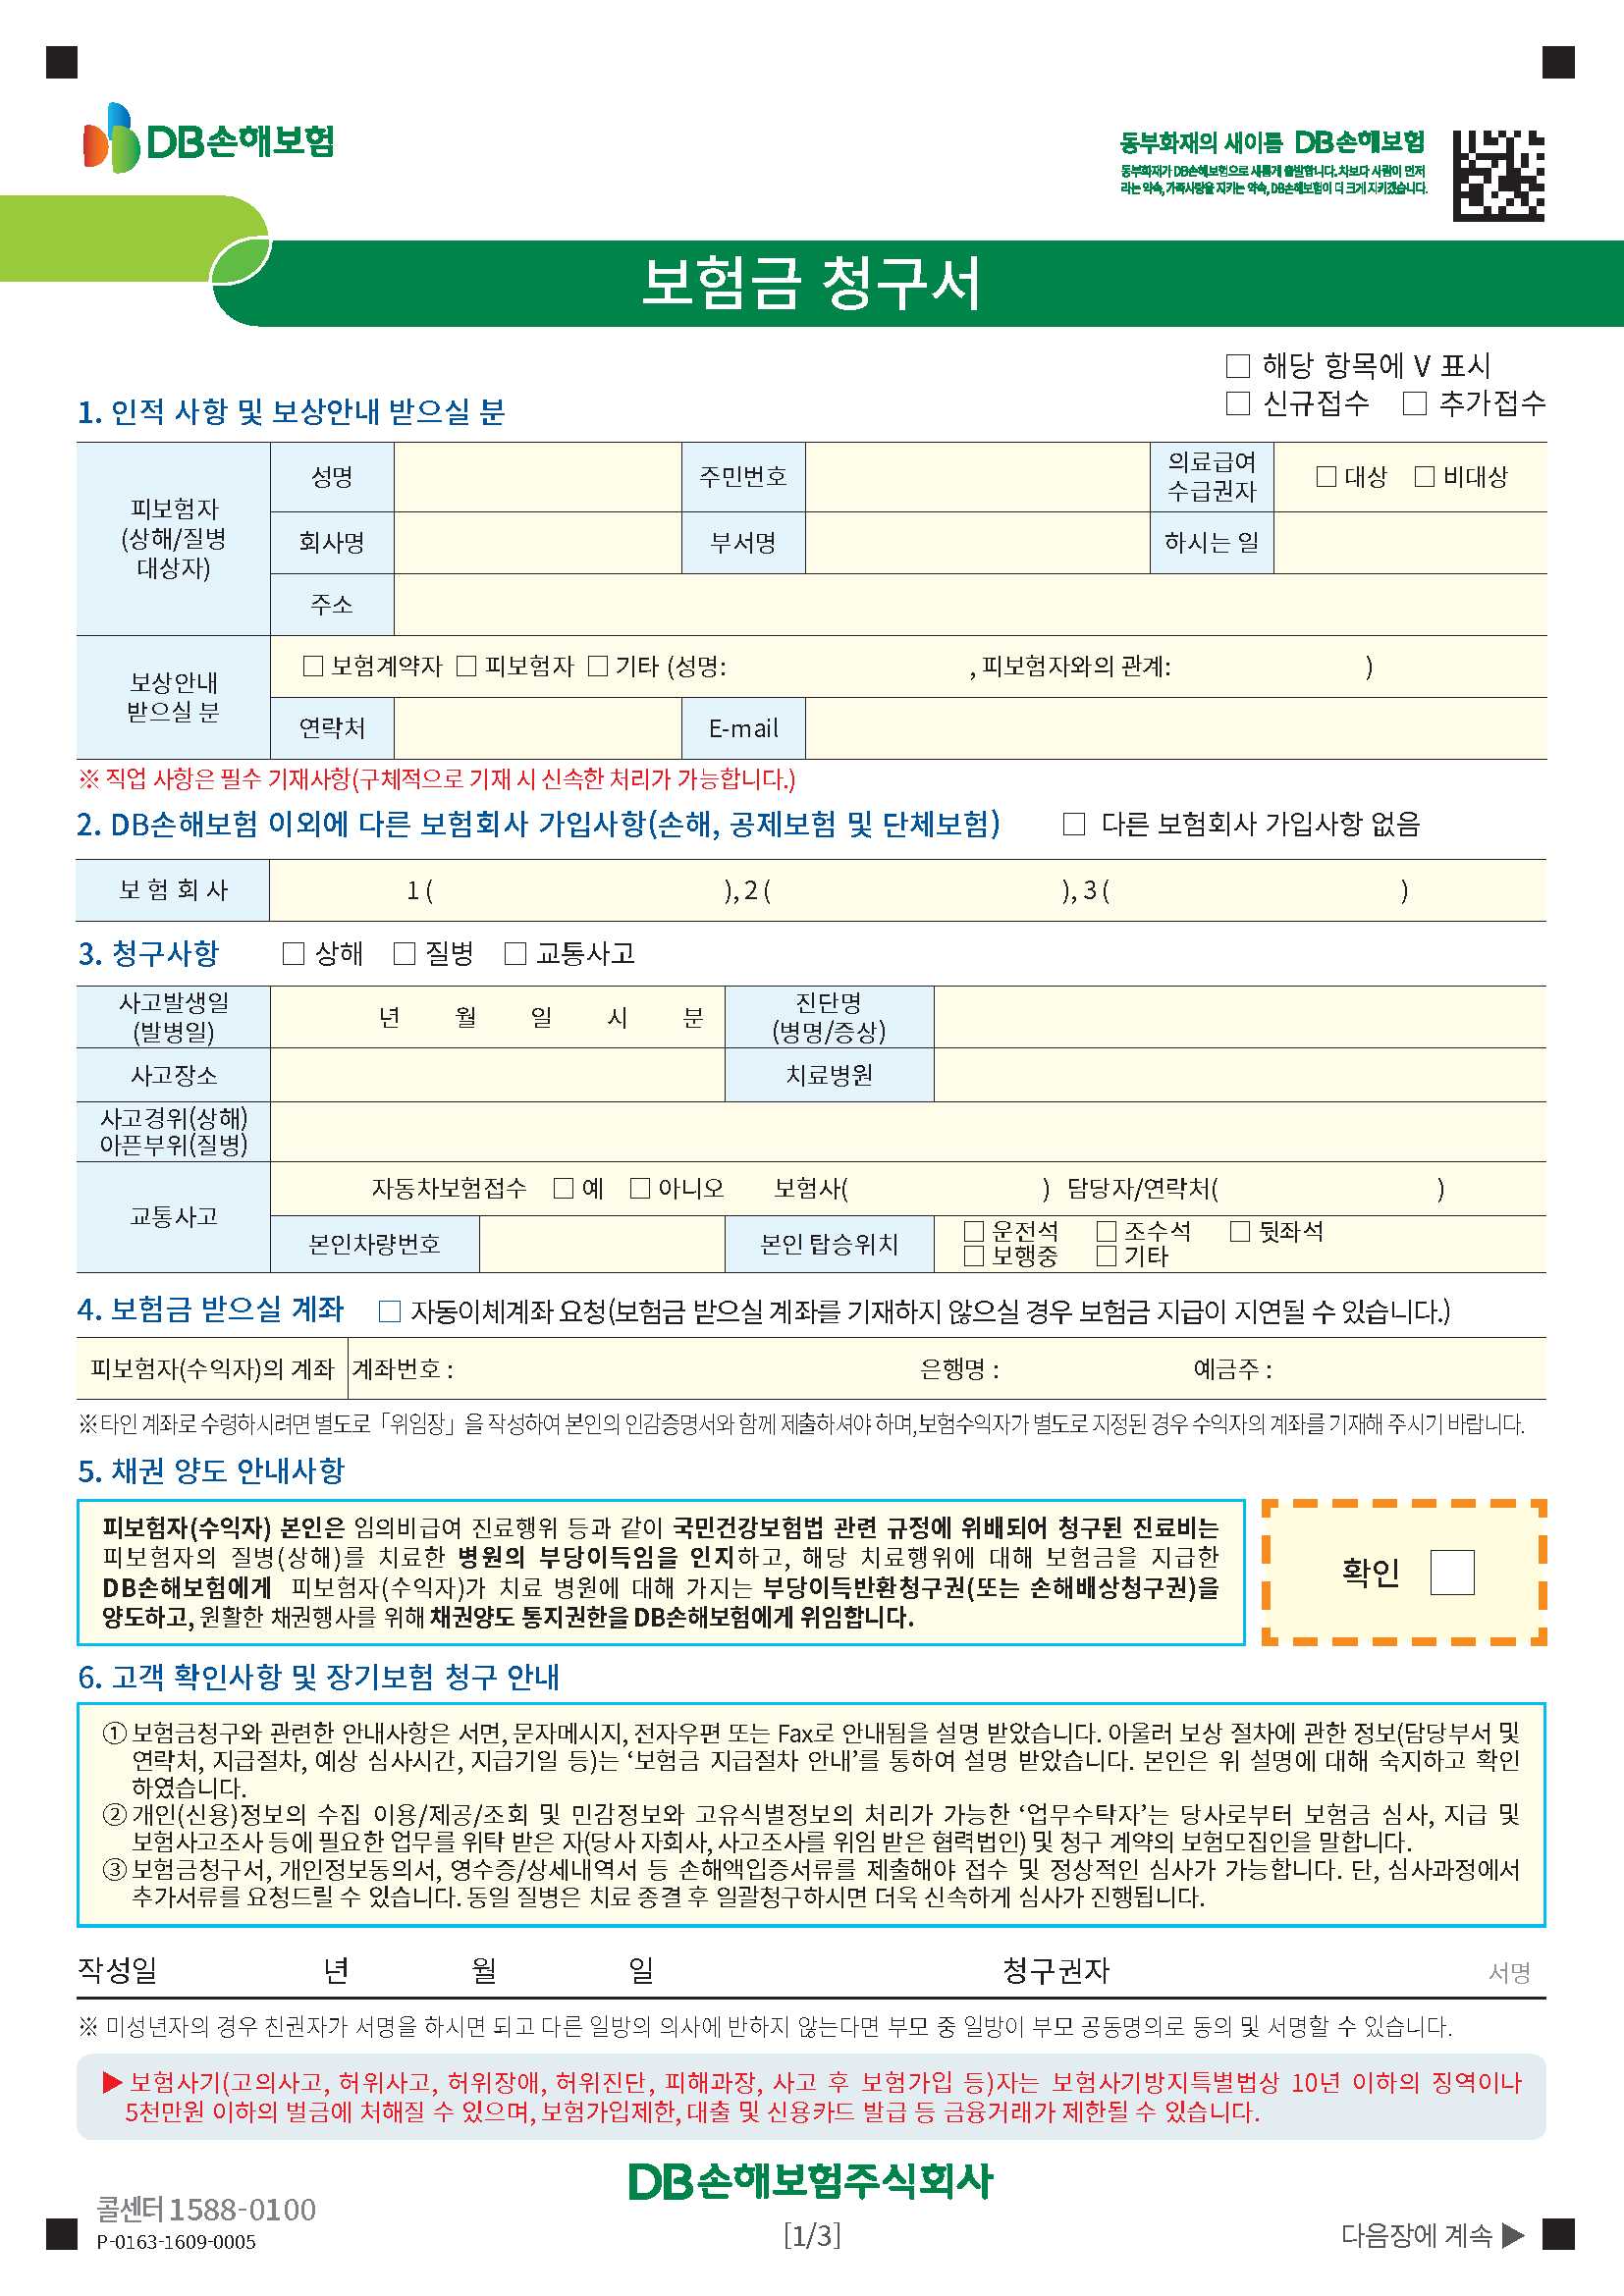 DB손해보험
동부화재의 새이름 DB손해보험
동부화재가 DB손해보험으로 새롭게 출발합니다. 차보다 사람이 먼저
라는 약속, 가족사랑을 지키는 약속, DB손해보험이 더 크게 지키겠습니다.
보험금 청구서
□ 해당 항목에 V 표시
□ 신규접수 □ 추가접수
1. 인적 사항 및 보상안내 받으실 분
피보험자
(상해/질병
대상자)
성명
주민번호
의료급여
수급권자
□ 대상 □ 비대상
회사명
부서명
하시는 일
주소
보상안내
받으실 분
□ 보험계약자 □ 피보험자 □ 기타 (성명: , 피보험자와의 관계: )
연락처
E-mail
※ 직업 사항은 필수 기재사항(구체적으로 기재 시 신속한 처리가 가능합니다.)
2. DB손해보험 이외에 다른 보험회사 가입사항(손해, 공제보험 및 단체보험) □ 다른 보험회사 가입사항 없음
보 험 회 사
1 ( ), 2 ( ), 3 ( )
3. 청구사항 □ 상해 □ 질병 □ 교통사고
사고발생일
(발병일)
년 월 일 시 분
진단명
(병명/증상)
사고장소
치료병원
사고경위(상해)
아픈부위(질병)
교통사고
자동차보험접수 □ 예 □ 아니오 보험사( ) 담당자/연락처( )
본인차량번호
본인 탑승위치
□ 운전석 □ 조수석 □ 뒷좌석
□ 보행중 □ 기타
4. 보험금 받으실 계좌 □ 자동이체계좌 요청(보험금 받으실 계좌를 기재하지 않으실 경우 보험금 지급이 지연될 수 있습니다.)
피보험자(수익자)의 계좌
계좌번호 : 은행명 : 예금주 :
※ 타인 계좌로 수령하시려면 별도로 「위임장」을 작성하여 본인의 인감증명서와 함께 제출하셔야 하며, 보험수익자가 별도로 지정된 경우 수익자의 계좌를 기재해 주시기 바랍니다.
5. 채권 양도 안내사항
피보험자(수익자) 본인은 임의비급여 진료행위 등과 같이 국민건강보험법 관련 규정에 위배되어 청구된 진료비는
피보험자의 질병(상해)를 치료한 병원의 부당이득임을 인지하고, 해당 치료행위에 대해 보험금을 지급한
DB손해보험에게 피보험자(수익자)가 치료 병원에 대해 가지는 부당이득반환청구권(또는 손해배상청구권)을
양도하고, 원활한 채권행사를 위해 채권양도 통지권한을 DB손해보험에게 위임합니다.
확인 □
6. 고객 확인사항 및 장기보험 청구 안내
① 보험금청구와 관련한 안내사항은 서면, 문자메시지, 전자우편 또는 Fax로 안내됨을 설명 받았습니다. 아울러 보상 절차에 관한 정보(담당부서 및
연락처, 지급절차, 예상 심사시간, 지급기일 등)는 ‘보험금 지급절차 안내’를 통하여 설명 받았습니다. 본인은 위 설명에 대해 숙지하고 확인
하였습니다.
② 개인(신용)정보의 수집 이용/제공/조회 및 민감정보와 고유식별정보의 처리가 가능한 ‘업무수탁자’는 당사로부터 보험금 심사, 지급 및
보험사고조사 등에 필요한 업무를 위탁 받은 자(당사 자회사, 사고조사를 위임 받은 협력법인) 및 청구 계약의 보험모집인을 말합니다.
③ 보험금청구서, 개인정보동의서, 영수증/상세내역서 등 손해액입증서류를 제출해야 접수 및 정상적인 심사가 가능합니다. 단, 심사과정에서
추가서류를 요청드릴 수 있습니다. 동일 질병은 치료 종결 후 일괄청구하시면 더욱 신속하게 심사가 진행됩니다.
작성일 년 월 일 청구권자 서명
※ 미성년자의 경우 친권자가 서명을 하시면 되고 다른 일방의 의사에 반하지 않는다면 부모 중 일방이 부모 공동명의로 동의 및 서명할 수 있습니다.
▶ 보험사기(고의사고, 허위사고, 허위장애, 허위진단, 피해과장, 사고 후 보험가입 등)자는 보험사기방지특별법상 10년 이하의 징역이나
5천만원 이하의 벌금에 처해질 수 있으며, 보험가입제한, 대출 및 신용카드 발급 등 금융거래가 제한될 수 있습니다.
DB손해보험주식회사
콜센터 1588-0100
P-0163-1609-0005
[1/3]
다음장에 계속 ▶